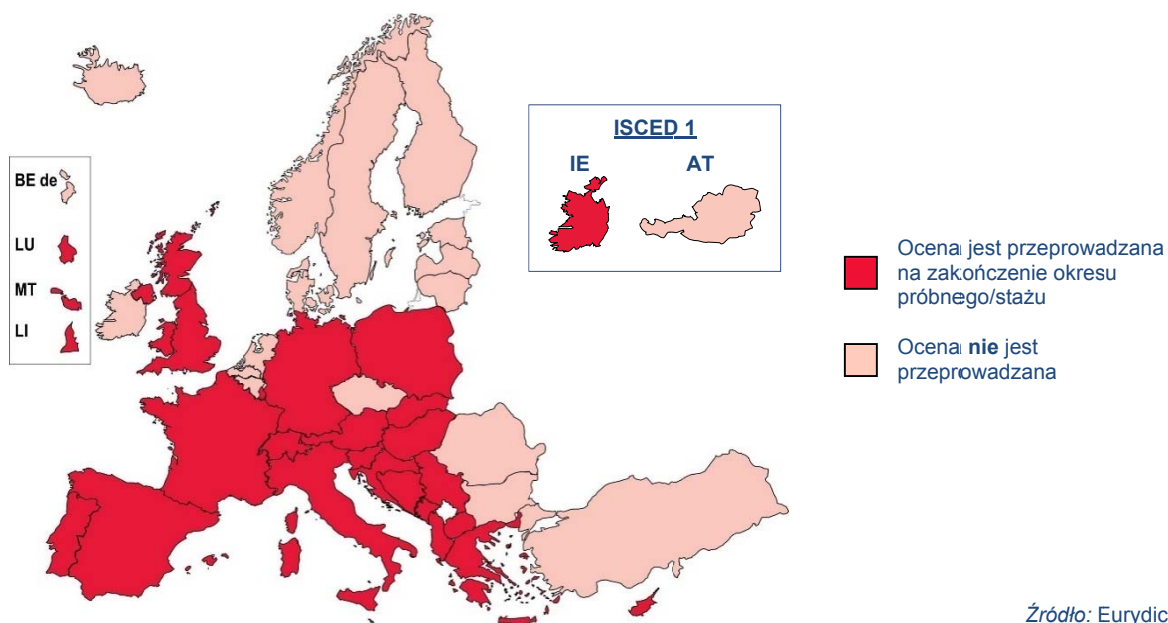 ISCED 1
IE AT
BE de
LU
MT
LI
Ocena jest przeprowadzana
na zakończenie okresu
próbnego/stażu
Ocena nie jest
przeprowadzana
Źródło: Eurydic